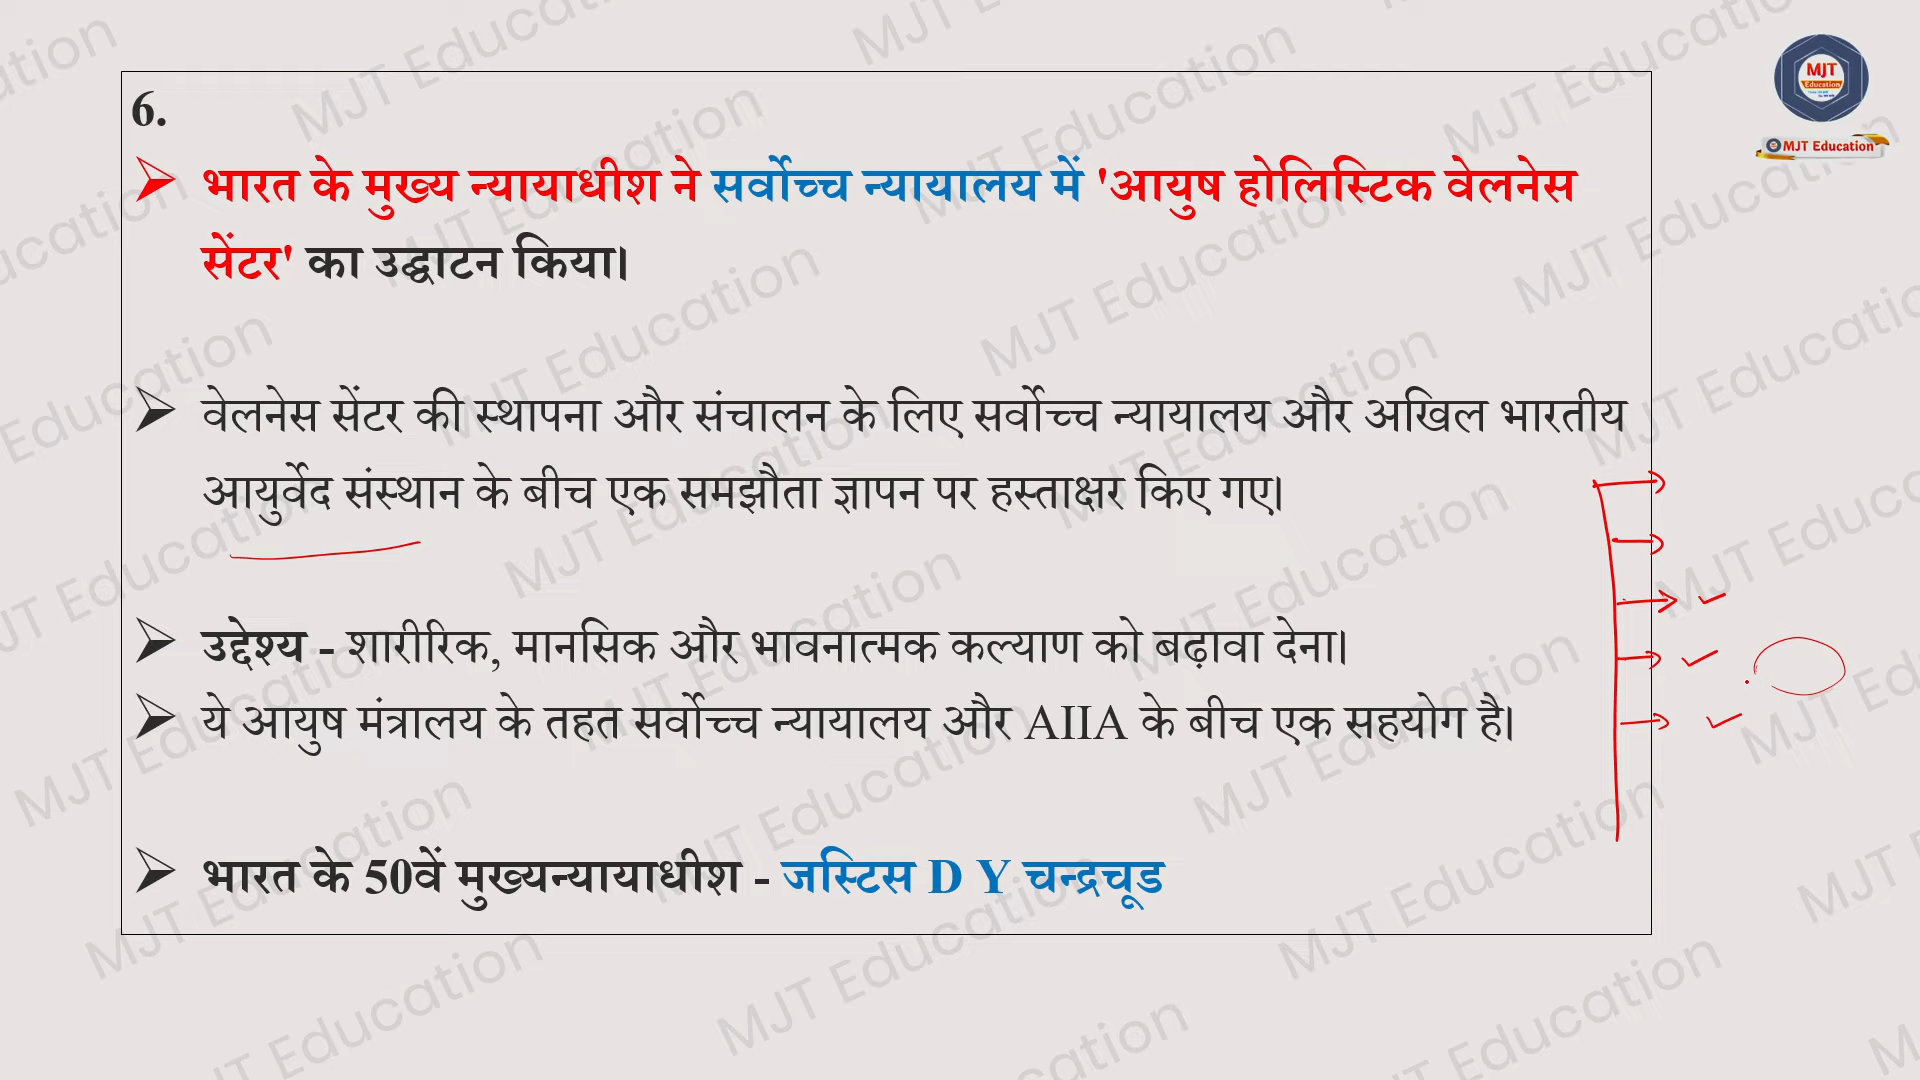 6.
➢ भारत के मुख्य न्यायाधीश ने सर्वोच्च न्यायालय में 'आयुष होलिस्टिक वेलनेस
सेंटर' का उद्घाटन किया।
➢ वेलनेस सेंटर की स्थापना और संचालन के लिए सर्वोच्च न्यायालय और अखिल भारतीय
आयुर्वेद संस्थान के बीच एक समझौता ज्ञापन पर हस्ताक्षर किए गए।
➢ उद्देश्य - शारीरिक, मानसिक और भावनात्मक कल्याण को बढ़ावा देना।
➢ ये आयुष मंत्रालय के तहत सर्वोच्च न्यायालय और AIIA के बीच एक सहयोग है।
➢ भारत के 50वें मुख्यन्यायाधीश - जस्टिस D Y चन्द्रचूड
MJT
Education
MJT Education